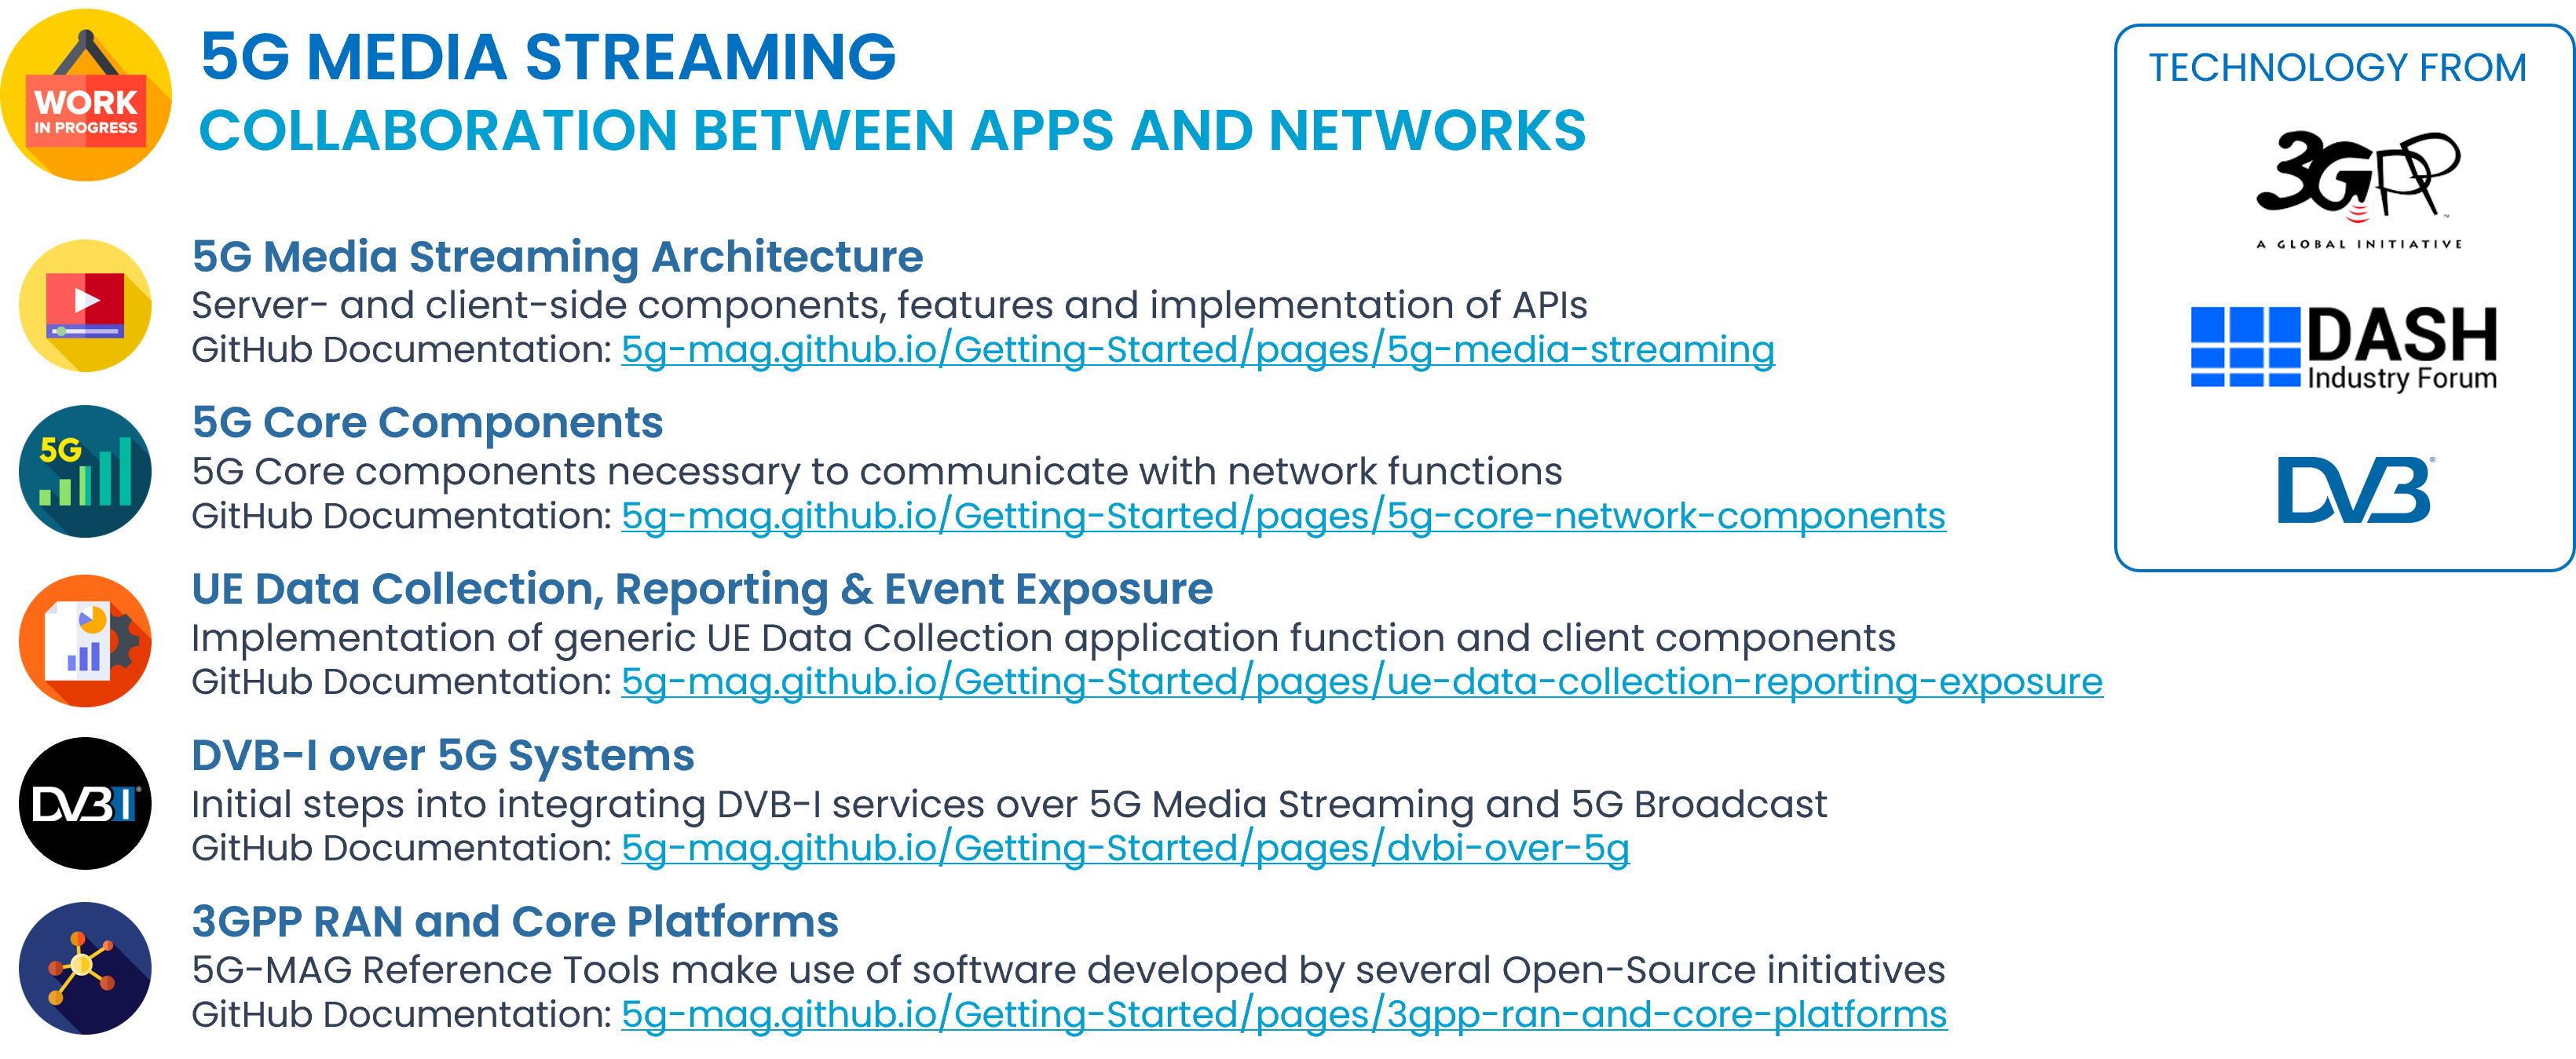 WORK
IN PROGRESS
5G MEDIA STREAMING
COLLABORATION BETWEEN APPS AND NETWORKS
5G Media Streaming Architecture
Server- and client-side components, features and implementation of APIs
GitHub Documentation: 5g-mag.github.io/Getting-Started/pages/5g-media-streaming
5G
5G Core Components
5G Core components necessary to communicate with network functions
GitHub Documentation: 5g-mag.github.io/Getting-Started/pages/5g-core-network-components
UE Data Collection, Reporting & Event Exposure
Implementation of generic UE Data Collection application function and client components
GitHub Documentation: 5g-mag.github.io/Getting-Started/pages/ue-data-collection-reporting-exposure
DVB I®
DVB-I over 5G Systems
Initial steps into integrating DVB-I services over 5G Media Streaming and 5G Broadcast
GitHub Documentation: 5g-mag.github.io/Getting-Started/pages/dvbi-over-5g
3GPP RAN and Core Platforms
5G-MAG Reference Tools make use of software developed by several Open-Source initiatives
GitHub Documentation: 5g-mag.github.io/Getting-Started/pages/3gpp-ran-and-core-platforms
TECHNOLOGY FROM
3GPP™
A GLOBAL INITIATIVE
DASH
Industry Forum
DVB®